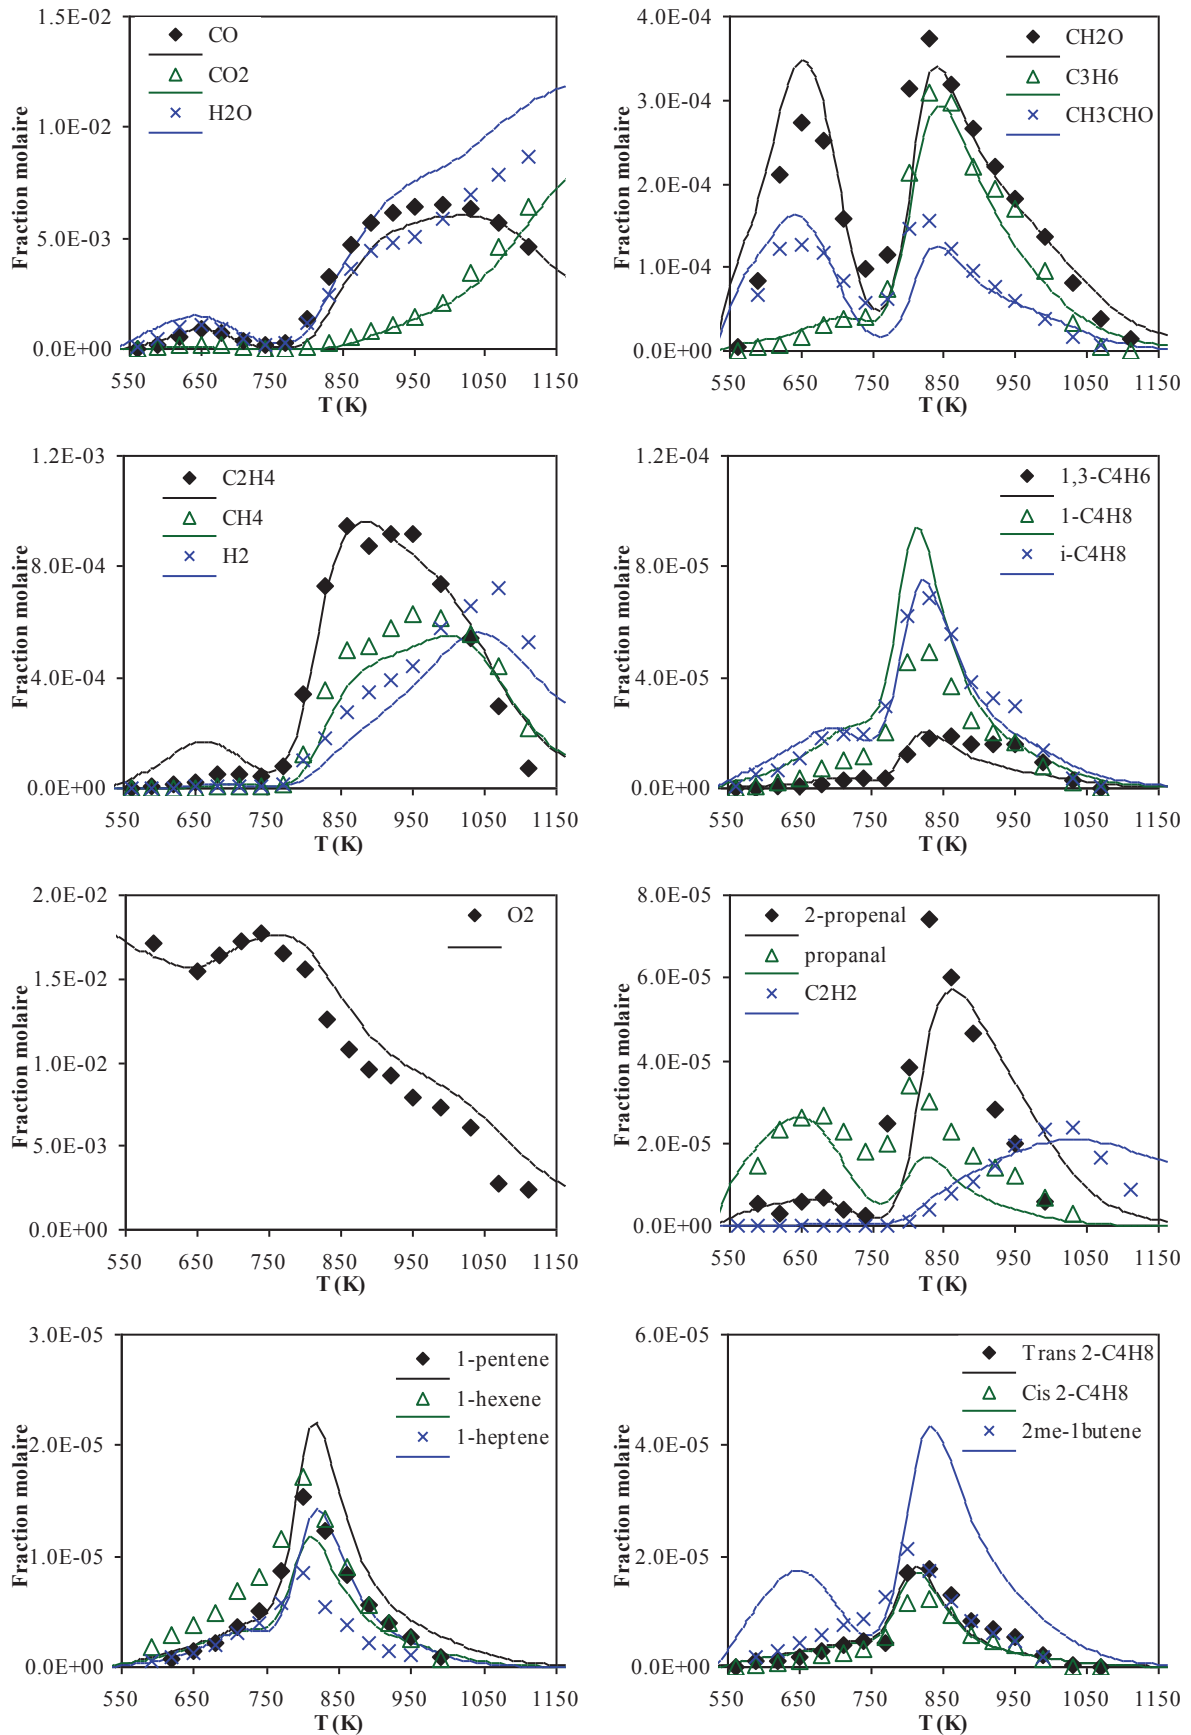 1.5E-02
1.0E-02
5.0E-03
0.0E+00
Fraction molaire
CO
CO2
H2O
550 650 750 850 950 1050 1150
T (K)
4.0E-04
3.0E-04
2.0E-04
1.0E-04
0.0E+00
Fraction molaire
CH2O
C3H6
CH3CHO
550 650 750 850 950 1050 1150
T (K)
1.2E-03
8.0E-04
4.0E-04
0.0E+00
Fraction molaire
C2H4
CH4
H2
550 650 750 850 950 1050 1150
T (K)
1.2E-04
8.0E-05
4.0E-05
0.0E+00
Fraction molaire
1,3-C4H6
1-C4H8
i-C4H8
550 650 750 850 950 1050 1150
T (K)
2.0E-02
1.5E-02
1.0E-02
5.0E-03
0.0E+00
Fraction molaire
O2
550 650 750 850 950 1050 1150
T (K)
8.0E-05
6.0E-05
4.0E-05
2.0E-05
0.0E+00
Fraction molaire
2-propenal
propanal
C2H2
550 650 750 850 950 1050 1150
T (K)
3.0E-05
2.0E-05
1.0E-05
0.0E+00
Fraction molaire
1-pentene
1-hexene
1-heptene
550 650 750 850 950 1050 1150
T (K)
6.0E-05
4.0E-05
2.0E-05
0.0E+00
Fraction molaire
Trans 2-C4H8
Cis 2-C4H8
2me-1butene
550 650 750 850 950 1050 1150
T (K)